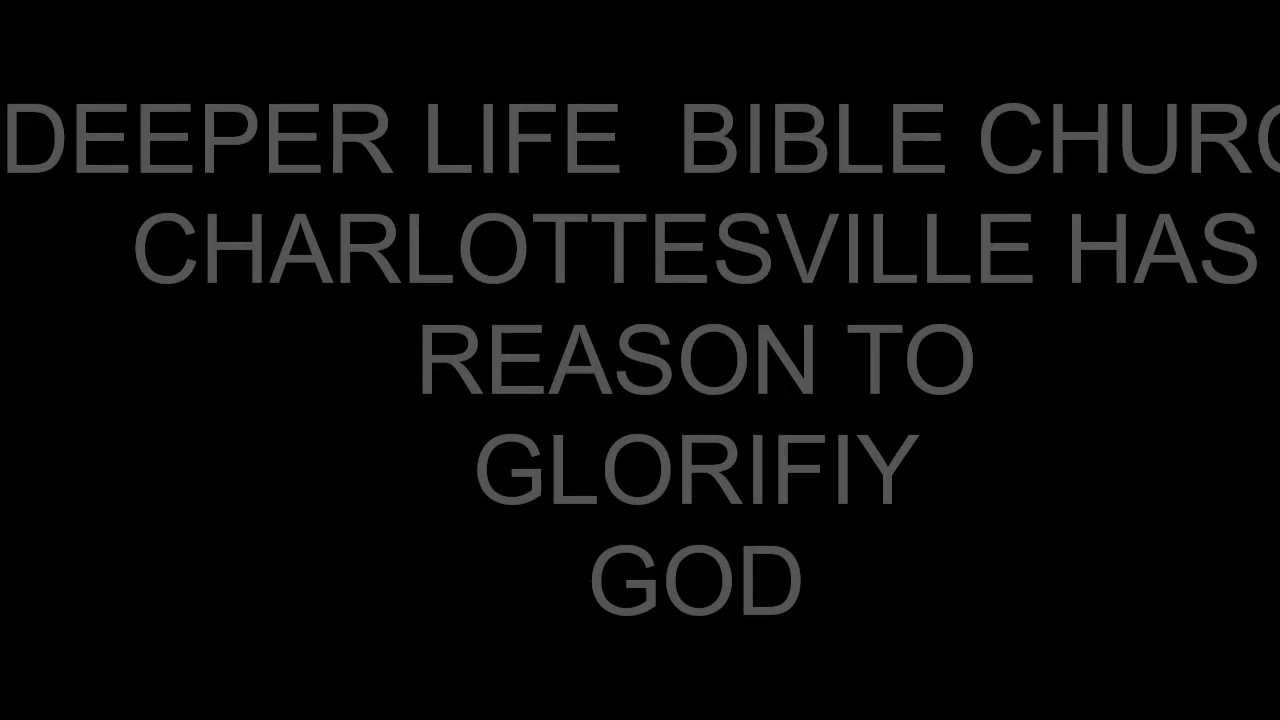 DEEPER LIFE  BIBLE CHURC
CHARLOTTESVILLE HAS
REASON TO
GLORIFIY
GOD